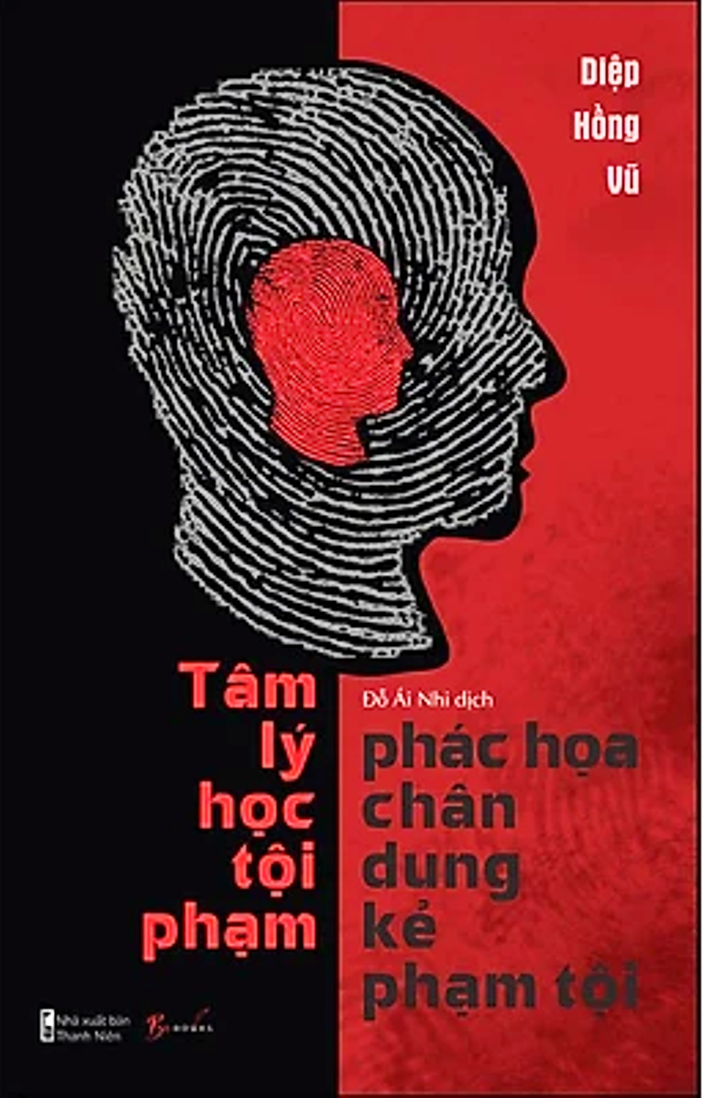 Diệp
Hồng
Vũ
Tâm
lý
học
tội
phạm
Đỗ Ái Nhi dịch
phác họa
chân
dung
kẻ
phạm tội
Nhà xuất bản
Thanh Niên
BOOKS